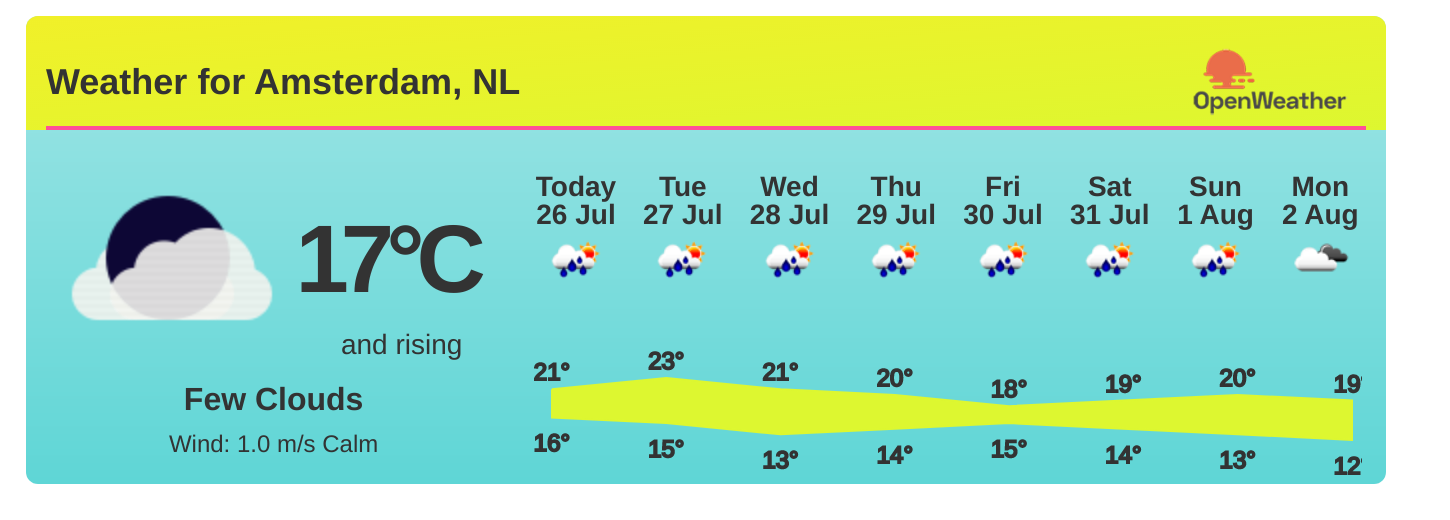 Weather for Amsterdam, NL
OpenWeather
17°C
and rising
Few Clouds
Wind: 1.0 m/s Calm
Today Tue Wed Thu Fri Sat Sun Mon
26 Jul 27 Jul 28 Jul 29 Jul 30 Jul 31 Jul 1 Aug 2 Aug
21° 23° 21° 20° 18° 19° 20° 19°
16° 15° 13° 14° 15° 14° 13° 12°